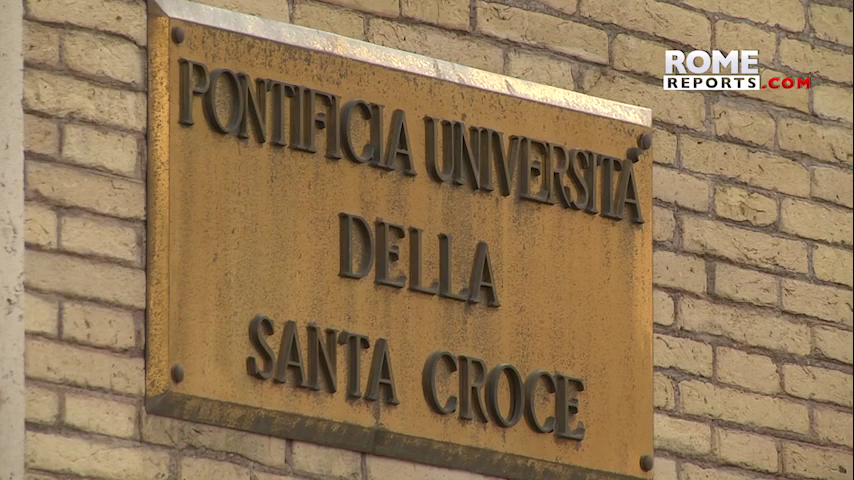 ROME
REPORTS.COM
PONTIFICIA UNIVERSITÀ
DELLA
SANTA CROCE